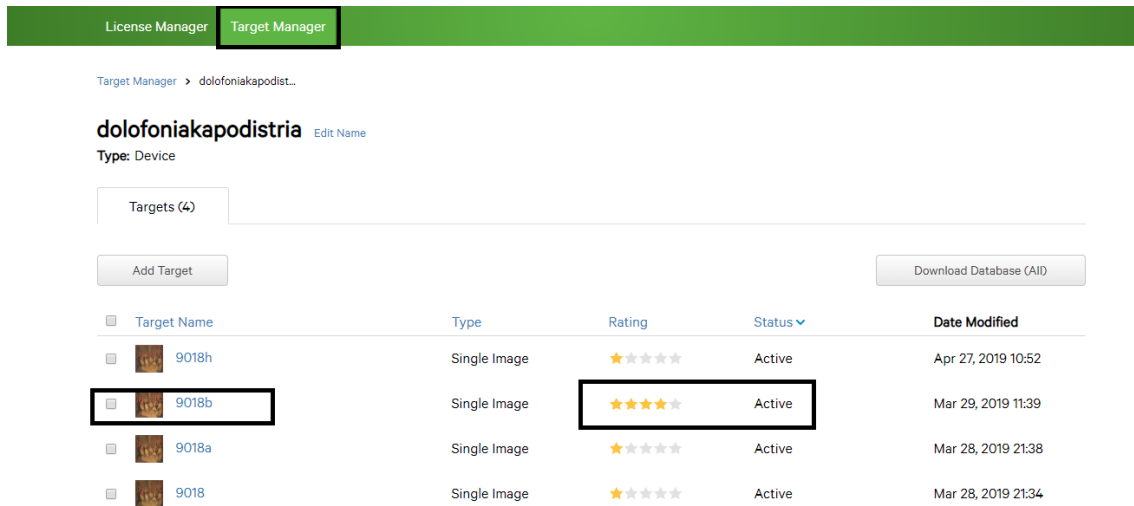 License Manager Target Manager
Target Manager > dolofoniakapodist...
dolofoniakapodistria Edit Name
Type: Device
Targets (4)
Add Target Download Database (All)
Target Name Type Rating Status Date Modified
9018h Single Image Active Apr 27, 2019 10:52
9018b Single Image Active Mar 29, 2019 11:39
9018a Single Image Active Mar 28, 2019 21:38
9018 Single Image Active Mar 28, 2019 21:34